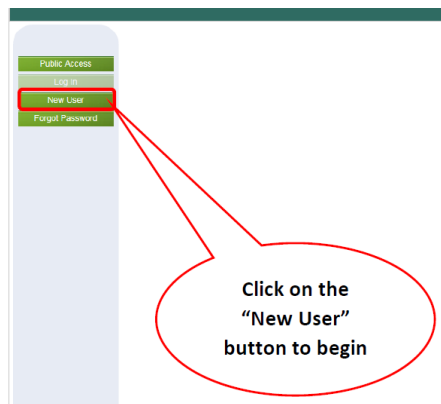 Public Access
Log In
New User
Forgot Password
Click on the
“New User”
button to begin